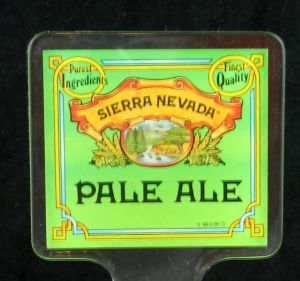 Purest
Ingredients
Finest
Quality
SIERRA NEVADA
PALE ALE